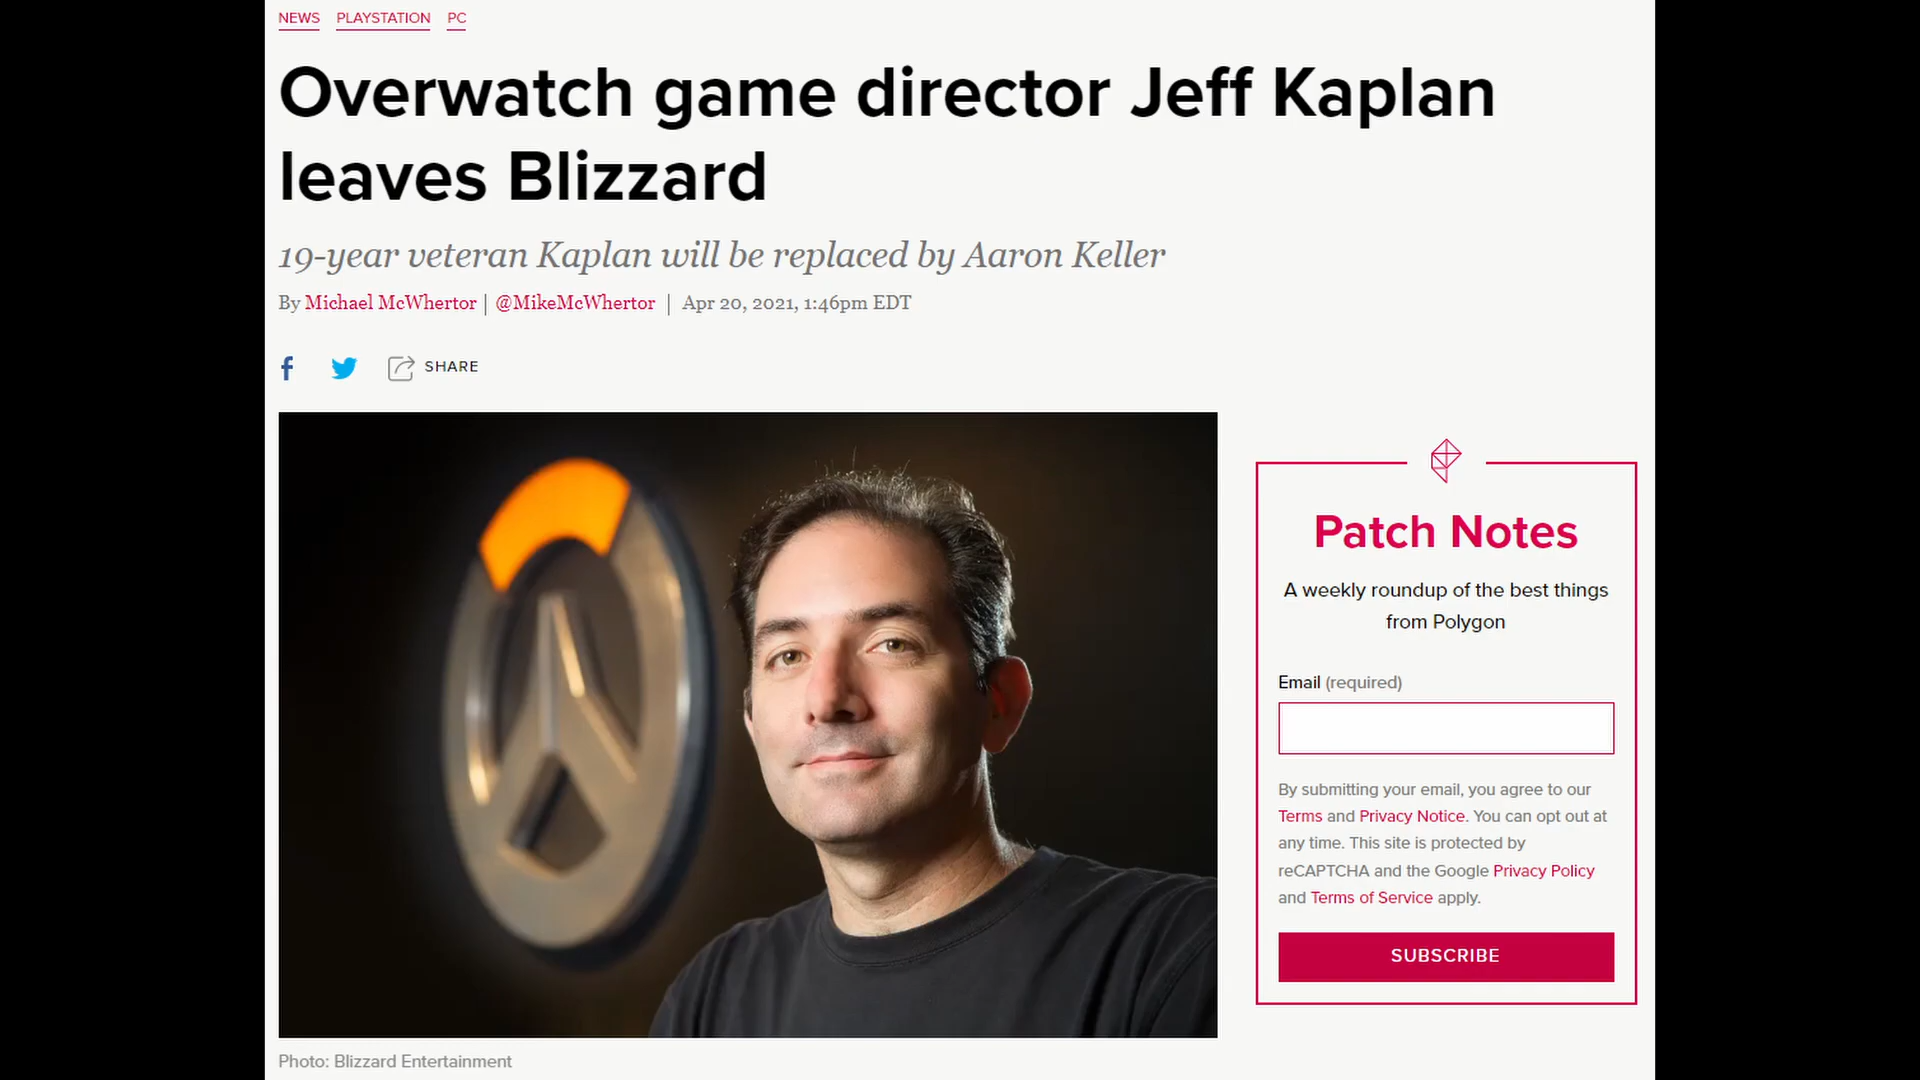 NEWS PLAYSTATION PC
Overwatch game director Jeff Kaplan
leaves Blizzard
19-year veteran Kaplan will be replaced by Aaron Keller
By Michael McWhertor | @MikeMcWhertor | Apr 20, 2021, 1:46pm EDT
SHARE
Patch Notes
A weekly roundup of the best things
from Polygon
Email (required)
By submitting your email, you agree to our
Terms and Privacy Notice. You can opt out at
any time. This site is protected by
reCAPTCHA and the Google Privacy Policy
and Terms of Service apply.
SUBSCRIBE
Photo: Blizzard Entertainment